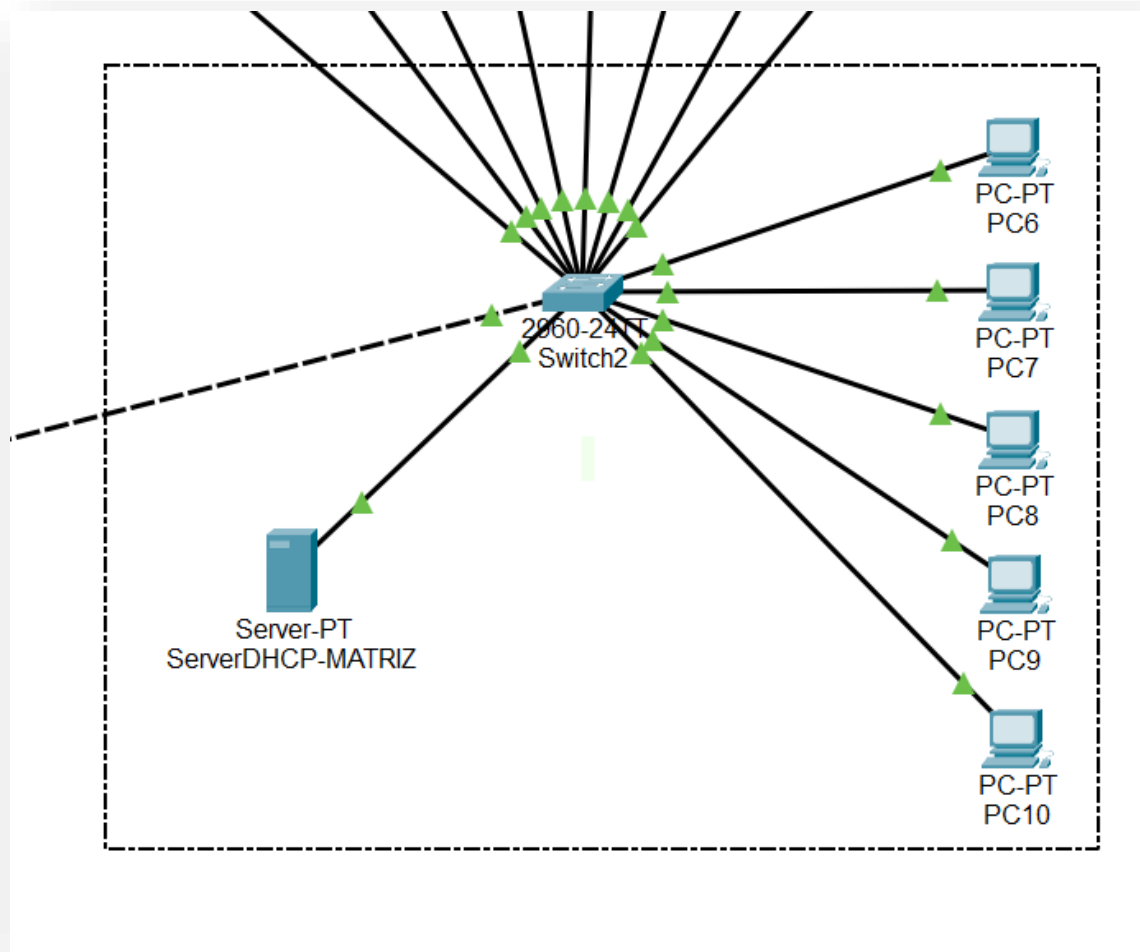 PC-PT
PC6
PC-PT
PC7
2960-24TT
Switch2
PC-PT
PC8
PC-PT
PC9
Server-PT
ServerDHCP-MATRIZ
PC-PT
PC10